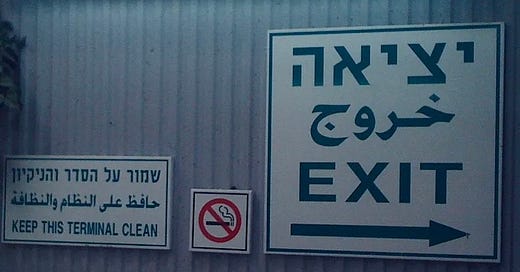 יציאה
خروج
EXIT
שמור על הסדר והניקיון
حافظ على النظام والنظافة
KEEP THIS TERMINAL CLEAN